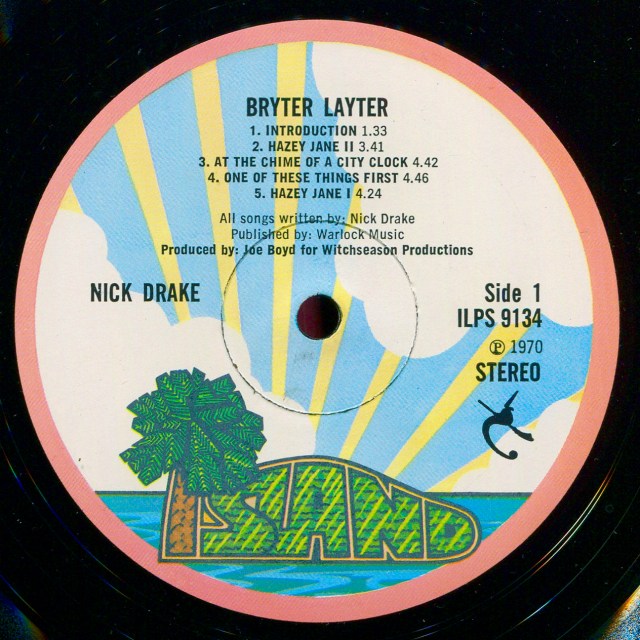 BRYTER LAYTER
1. INTRODUCTION 1.33
2. HAZEY JANE II 3.41
3. AT THE CHIME OF A CITY CLOCK 4.42
4. ONE OF THESE THINGS FIRST 4.46
5. HAZEY JANE I 4.24
All songs written by: Nick Drake
Published by: Warlock Music
Produced by: Joe Boyd for Witchseason Productions
NICK DRAKE
Side 1
ILPS 9134
℗ 1970
STEREO
ISLAND